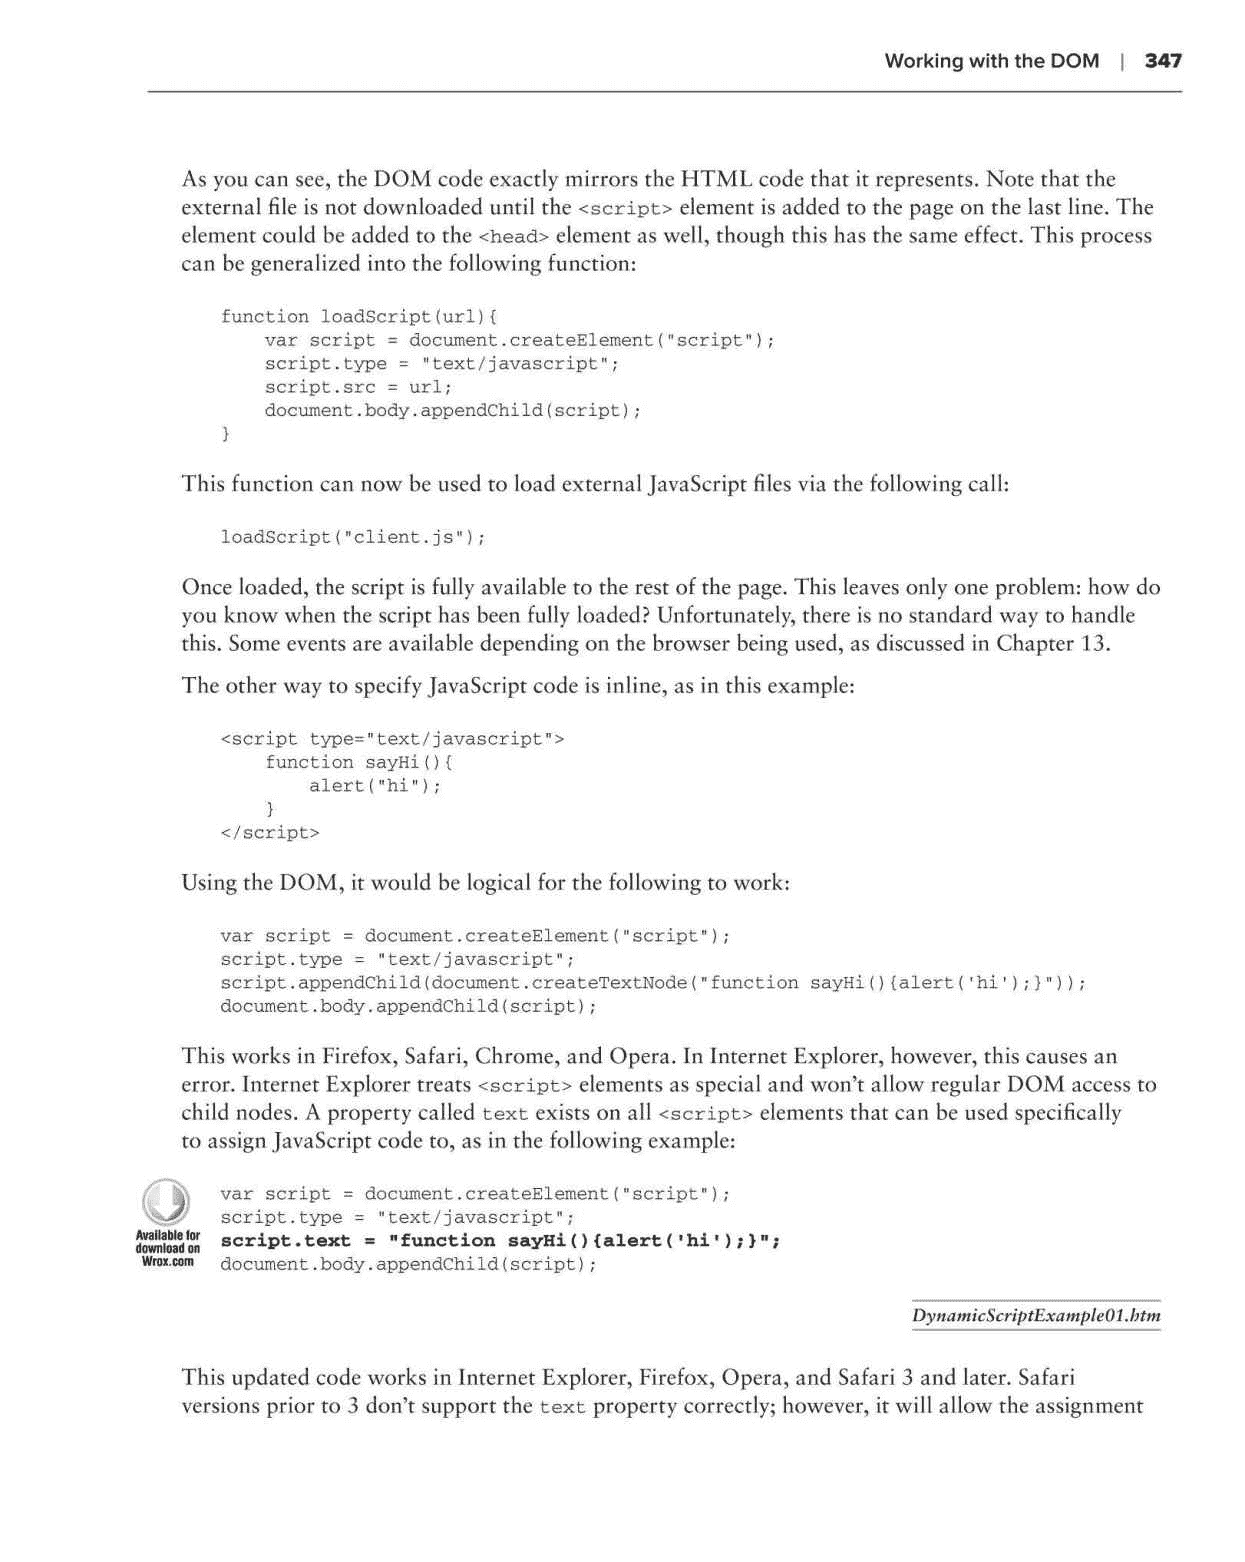 Working with the DOM | 347
As you can see, the DOM code exactly mirrors the HTML code that it represents. Note that the
external file is not downloaded until the <script> element is added to the page on the last line. The
element could be added to the <head> element as well, though this has the same effect. This process
can be generalized into the following function:
function loadScript(url){
    var script = document.createElement("script");
    script.type = "text/javascript";
    script.src = url;
    document.body.appendChild(script);
}
This function can now be used to load external JavaScript files via the following call:
loadScript("client.js");
Once loaded, the script is fully available to the rest of the page. This leaves only one problem: how do
you know when the script has been fully loaded? Unfortunately, there is no standard way to handle
this. Some events are available depending on the browser being used, as discussed in Chapter 13.
The other way to specify JavaScript code is inline, as in this example:
<script type="text/javascript">
    function sayHi(){
        alert("hi");
    }
</script>
Using the DOM, it would be logical for the following to work:
var script = document.createElement("script");
script.type = "text/javascript";
script.appendChild(document.createTextNode("function sayHi(){alert('hi');}"));
document.body.appendChild(script);
This works in Firefox, Safari, Chrome, and Opera. In Internet Explorer, however, this causes an
error. Internet Explorer treats <script> elements as special and won't allow regular DOM access to
child nodes. A property called text exists on all <script> elements that can be used specifically
to assign JavaScript code to, as in the following example:
Available for
download on
Wrox.com
var script = document.createElement("script");
script.type = "text/javascript";
script.text = "function sayHi(){alert('hi');}";
document.body.appendChild(script);
DynamicScriptExample01.htm
This updated code works in Internet Explorer, Firefox, Opera, and Safari 3 and later. Safari
versions prior to 3 don't support the text property correctly; however, it will allow the assignment